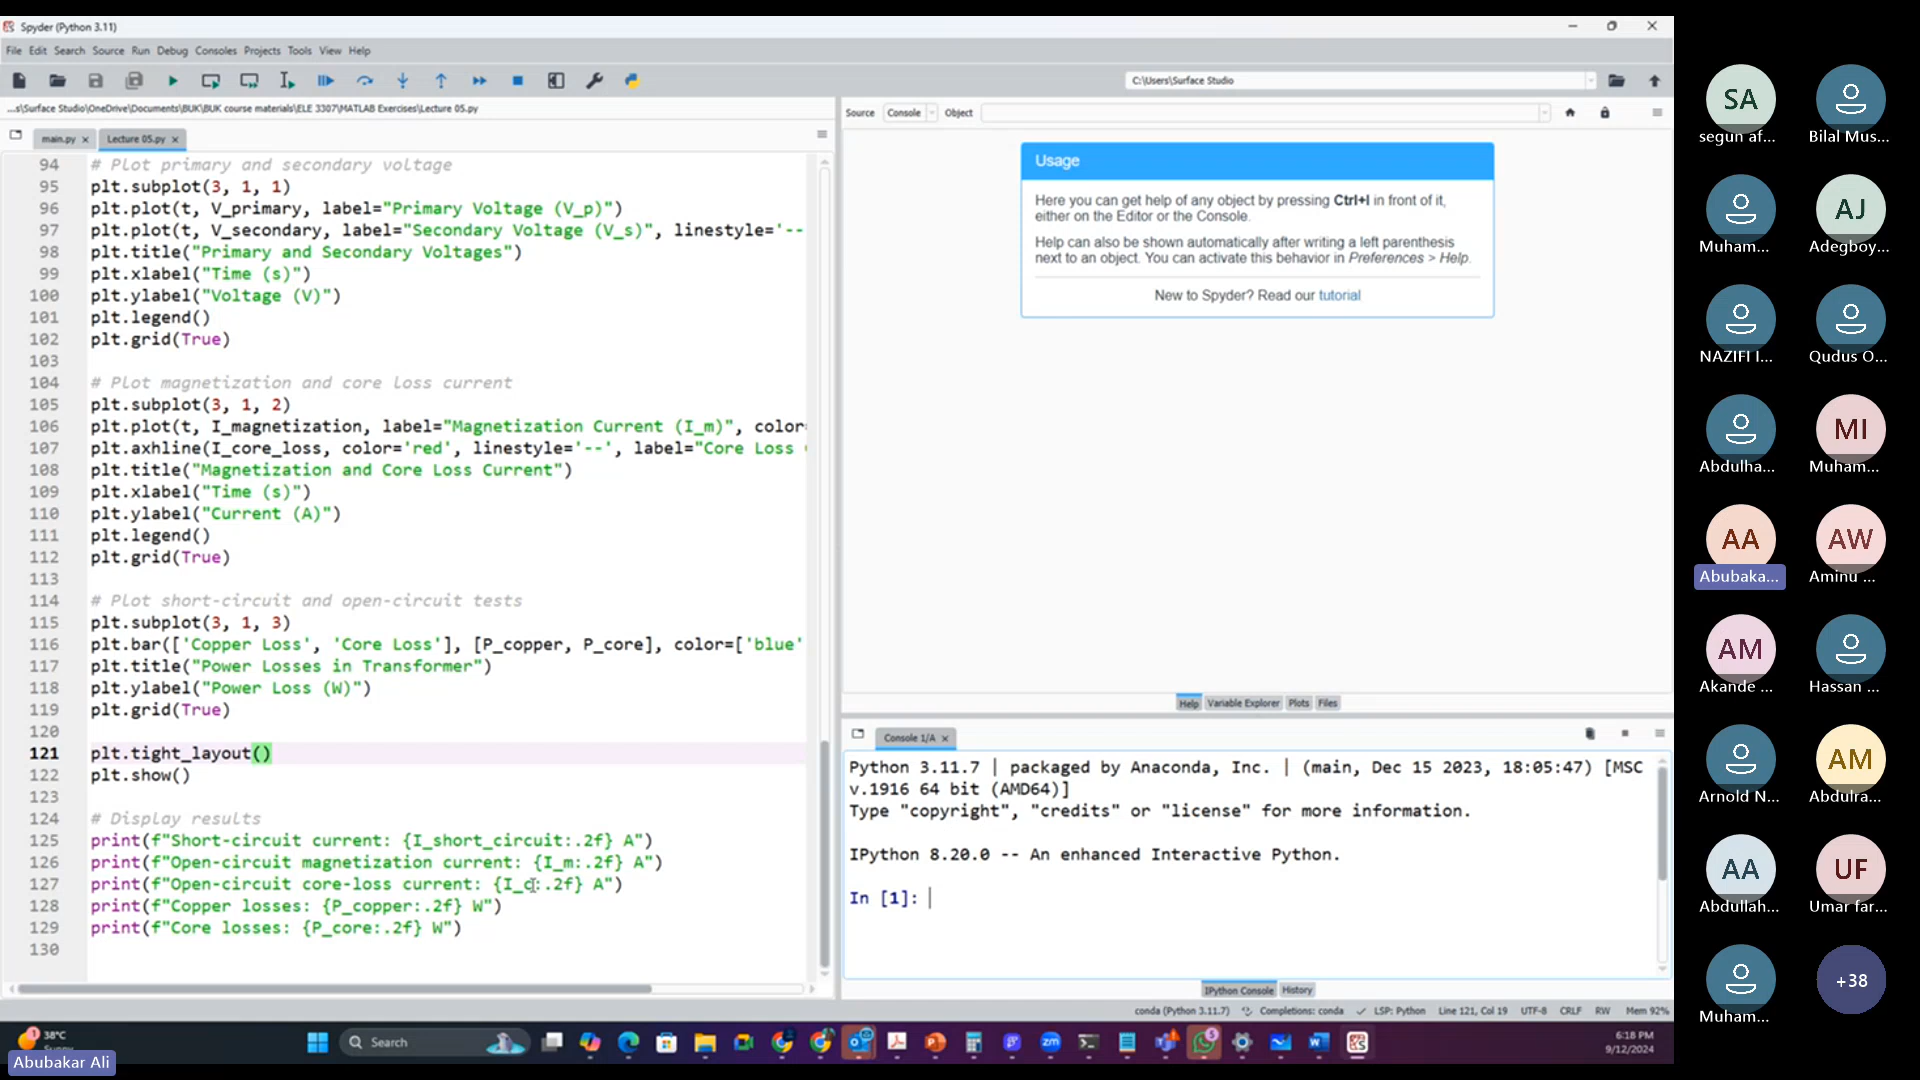 Spyder (Python 3.11)
File Edit Search Source Run Debug Consoles Projects Tools View Help
C:\Users\Surface Studio
...s\Surface Studio\OneDrive\Documents\BUK\BUK course materials\ELE 3307\MATLAB Exercises\Lecture 05.py
main.py
Lecture 05.py
94 # Plot primary and secondary voltage
95 plt.subplot(3, 1, 1)
96 plt.plot(t, V_primary, label="Primary Voltage (V_p)")
97 plt.plot(t, V_secondary, label="Secondary Voltage (V_s)", linestyle='--
98 plt.title("Primary and Secondary Voltages")
99 plt.xlabel("Time (s)")
100 plt.ylabel("Voltage (V)")
101 plt.legend()
102 plt.grid(True)
103
104 # Plot magnetization and core loss current
105 plt.subplot(3, 1, 2)
106 plt.plot(t, I_magnetization, label="Magnetization Current (I_m)", color=
107 plt.axhline(I_core_loss, color='red', linestyle='--', label="Core Loss
108 plt.title("Magnetization and Core Loss Current")
109 plt.xlabel("Time (s)")
110 plt.ylabel("Current (A)")
111 plt.legend()
112 plt.grid(True)
113
114 # Plot short-circuit and open-circuit tests
115 plt.subplot(3, 1, 3)
116 plt.bar(['Copper Loss', 'Core Loss'], [P_copper, P_core], color=['blue'
117 plt.title("Power Losses in Transformer")
118 plt.ylabel("Power Loss (W)")
119 plt.grid(True)
120
121 plt.tight_layout()
122 plt.show()
123
124 # Display results
125 print(f"Short-circuit current: {I_short_circuit:.2f} A")
126 print(f"Open-circuit magnetization current: {I_m:.2f} A")
127 print(f"Open-circuit core-loss current: {I_c:.2f} A")
128 print(f"Copper losses: {P_copper:.2f} W")
129 print(f"Core losses: {P_core:.2f} W")
130
Source Console Object
Usage
Here you can get help of any object by pressing Ctrl+I in front of it,
either on the Editor or the Console.
Help can also be shown automatically after writing a left parenthesis
next to an object. You can activate this behavior in Preferences > Help.
New to Spyder? Read our tutorial
Help Variable Explorer Plots Files
Console 1/A
Python 3.11.7 | packaged by Anaconda, Inc. | (main, Dec 15 2023, 18:05:47) [MSC
v.1916 64 bit (AMD64)]
Type "copyright", "credits" or "license" for more information.
IPython 8.20.0 -- An enhanced Interactive Python.
In [1]:
IPython Console History
conda (Python 3.11.7) Completions: conda LSP: Python Line 121, Col 19 UTF-8 CRLF RW Mem 92%
1
38°C
Search
zm
5
6:18 PM
9/12/2024
Abubakar Ali
SA
segun af...
Bilal Mus...
Muham...
AJ
Adegboy...
NAZIFI I...
Qudus O...
Abdulha...
MI
Muham...
AA
Abubaka...
AW
Aminu ...
AM
Akande ...
Hassan ...
Arnold N...
AM
Abdulra...
AA
Abdullah...
UF
Umar far...
Muham...
+38